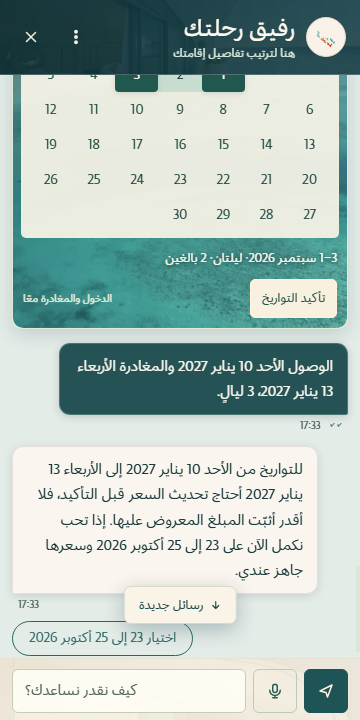 رفيق رحلتك
هنا لترتيب تفاصيل إقامتك
1 2 3 4 5
6 7 8 9 10 11 12
13 14 15 16 17 18 19
20 21 22 23 24 25 26
27 28 29 30
1–3 سبتمبر 2026· ليلتان· 2 بالغين
تأكيد التواريخ
الدخول والمغادرة معًا
الوصول الأحد 10 يناير 2027 والمغادرة الأربعاء
13 يناير 2027، 3 ليالٍ.
17:33
للتواريخ من الأحد 10 يناير 2027 إلى الأربعاء 13
يناير 2027 أحتاج تحديث السعر قبل التأكيد، فلا
أقدر أثبّت المبلغ المعروض عليها. إذا تحب
نكمل الآن على 23 إلى 25 أكتوبر 2026 وسعرها
جاهز عندي.
17:33
↓ رسائل جديدة
اختيار 23 إلى 25 أكتوبر 2026
كيف نقدر نساعدك؟